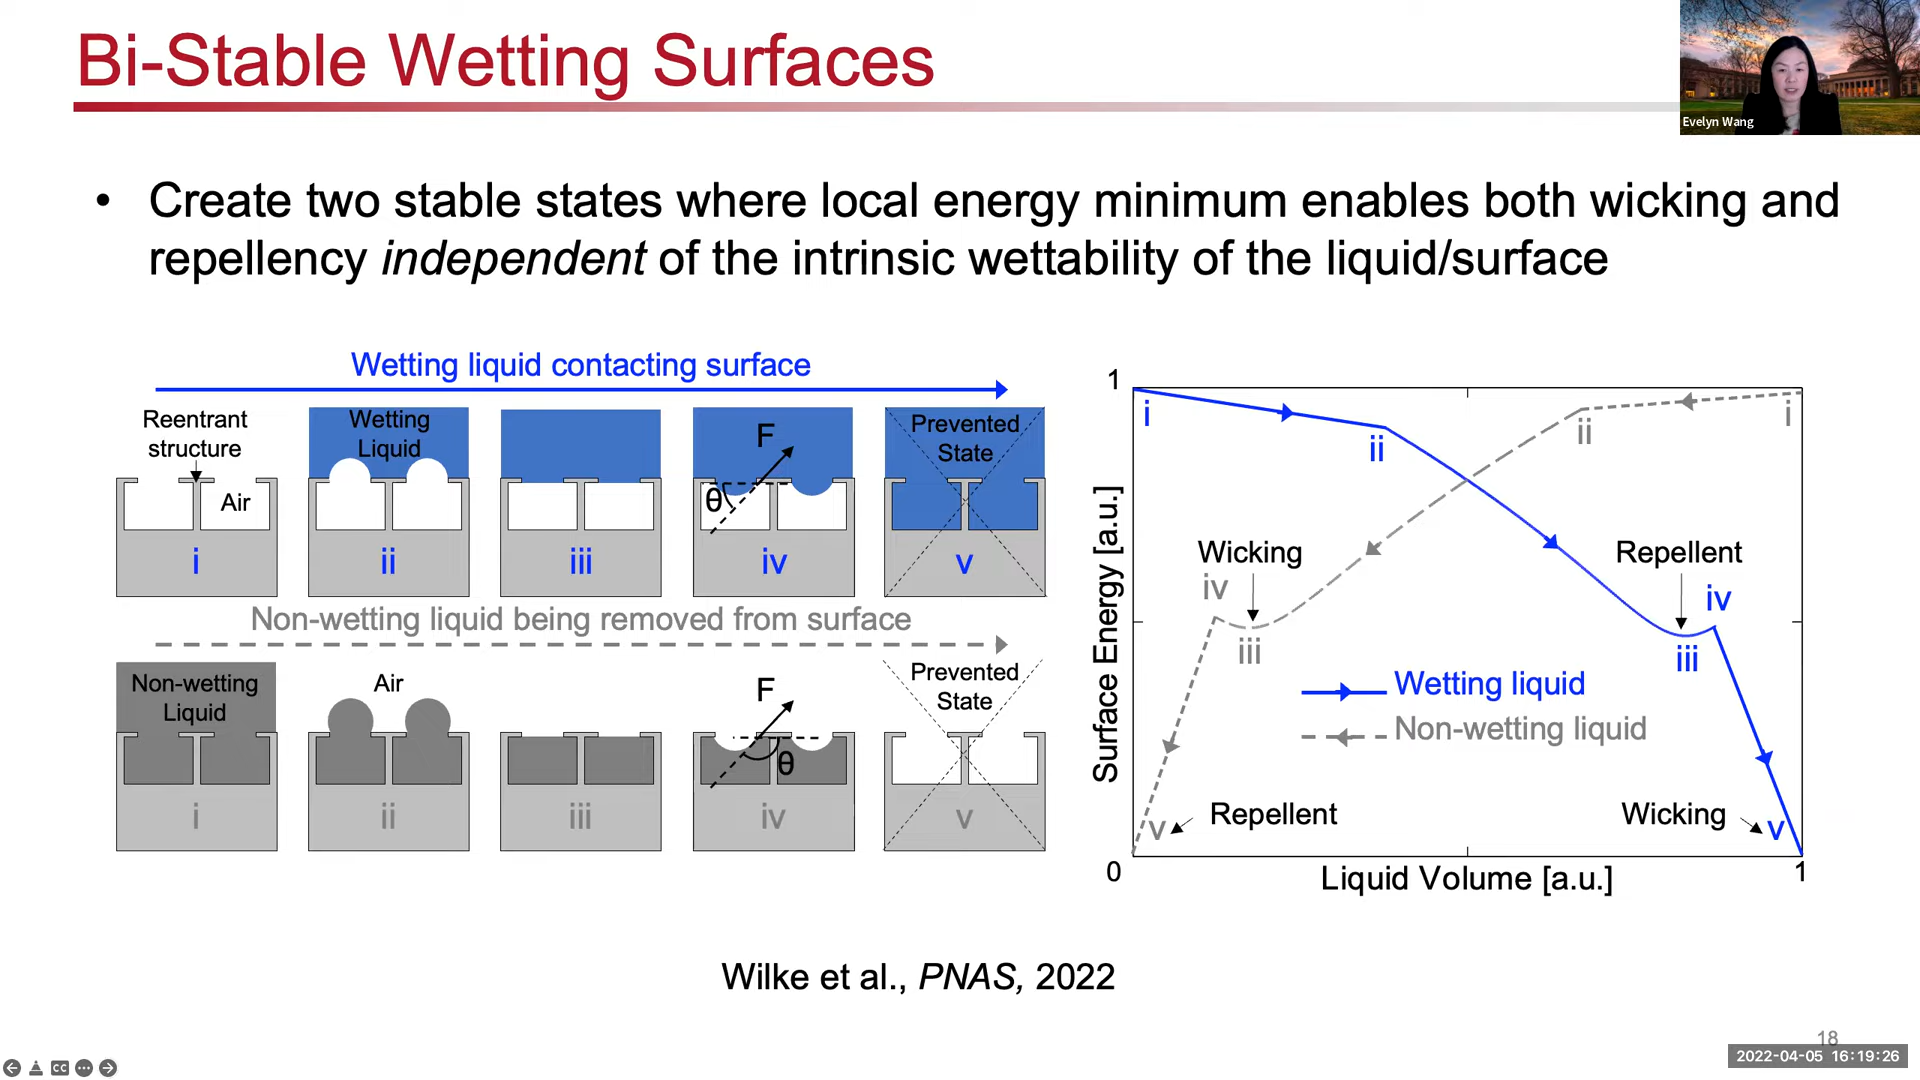 Bi-Stable Wetting Surfaces
Evelyn Wang
• Create two stable states where local energy minimum enables both wicking and
repellency independent of the intrinsic wettability of the liquid/surface
Wetting liquid contacting surface
Reentrant
structure
Air
i
Wetting
Liquid
ii
iii
F
θ
iv
Prevented
State
v
Non-wetting liquid being removed from surface
Non-wetting
Liquid
i
Air
ii
iii
F
θ
iv
Prevented
State
v
Surface Energy [a.u.]
1
0
i
ii
i
ii
Wicking
iv
iii
Repellent
iv
iii
Wetting liquid
Non-wetting liquid
v
Repellent
Wicking
v
Liquid Volume [a.u.]
1
Wilke et al., PNAS, 2022
18
CC
2022-04-05 16:19:26